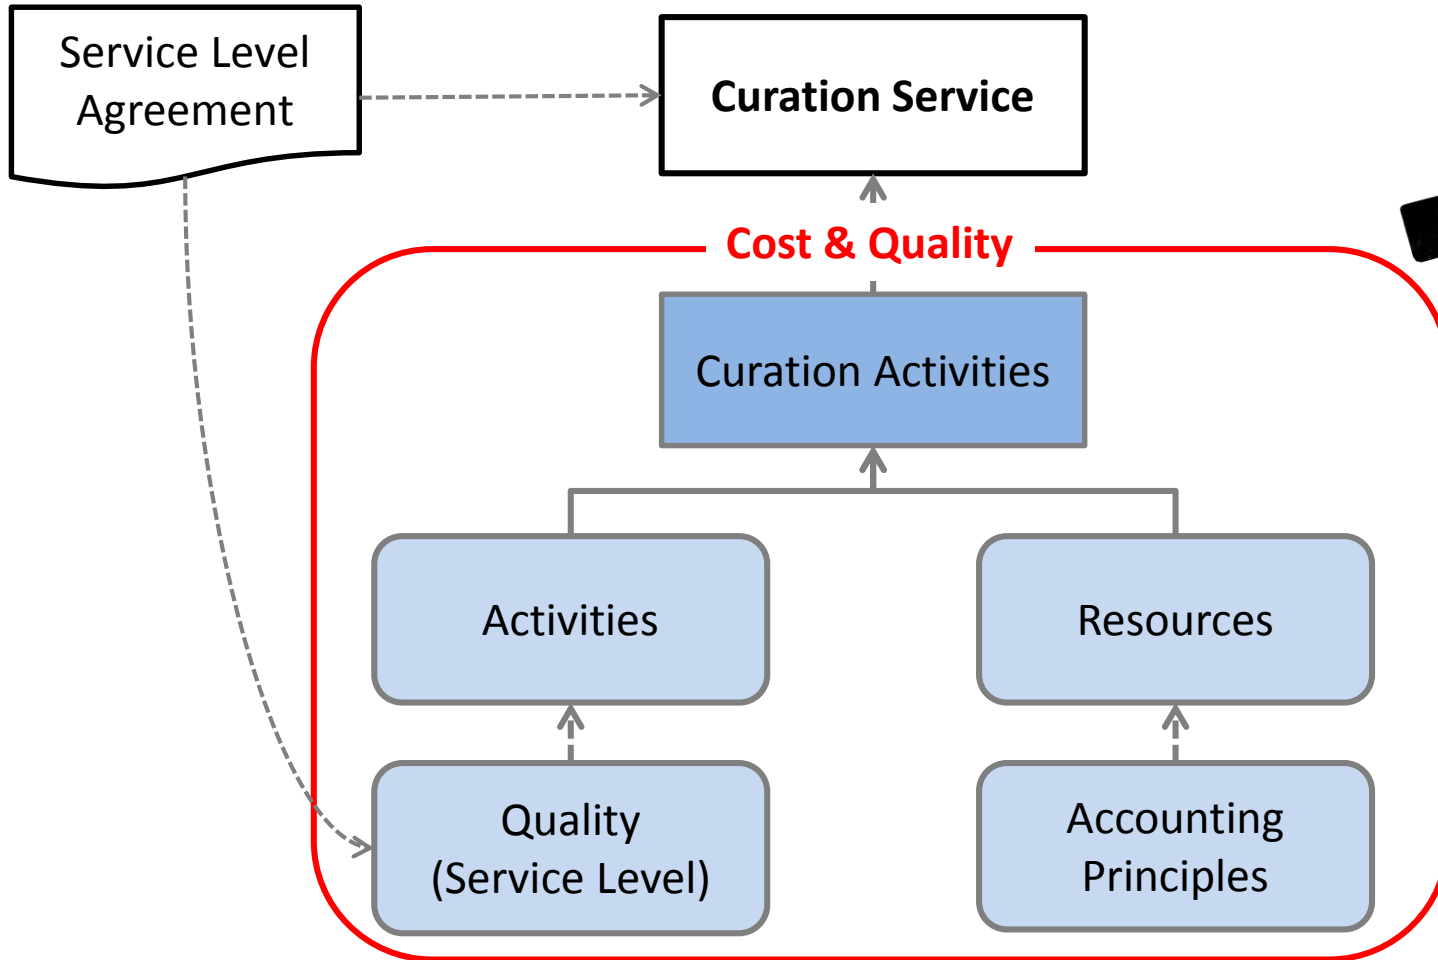 Service Level
Agreement
Curation Service
Cost & Quality
Curation Activities
Activities
Resources
Quality
(Service Level)
Accounting
Principles